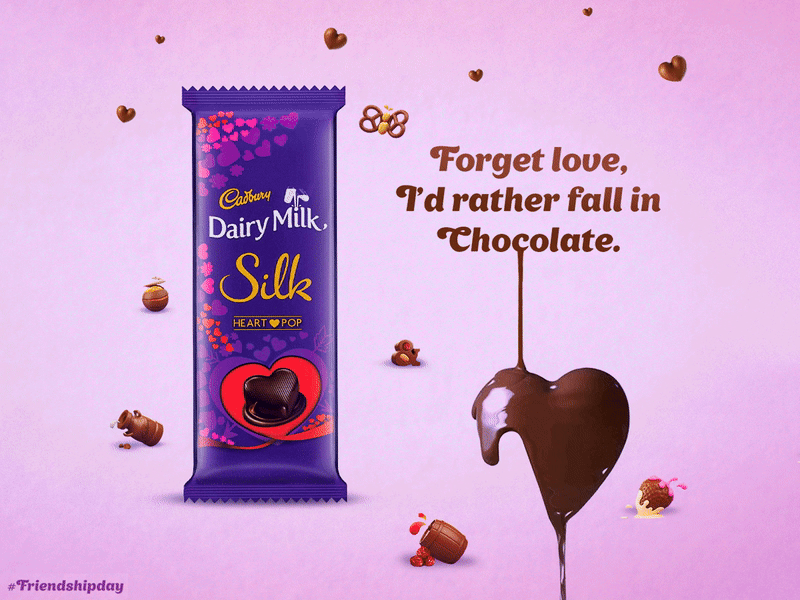 Cadbury
Dairy Milk
Silk
HEART POP
Forget love,
I'd rather fall in
Chocolate.
#Friendshipday